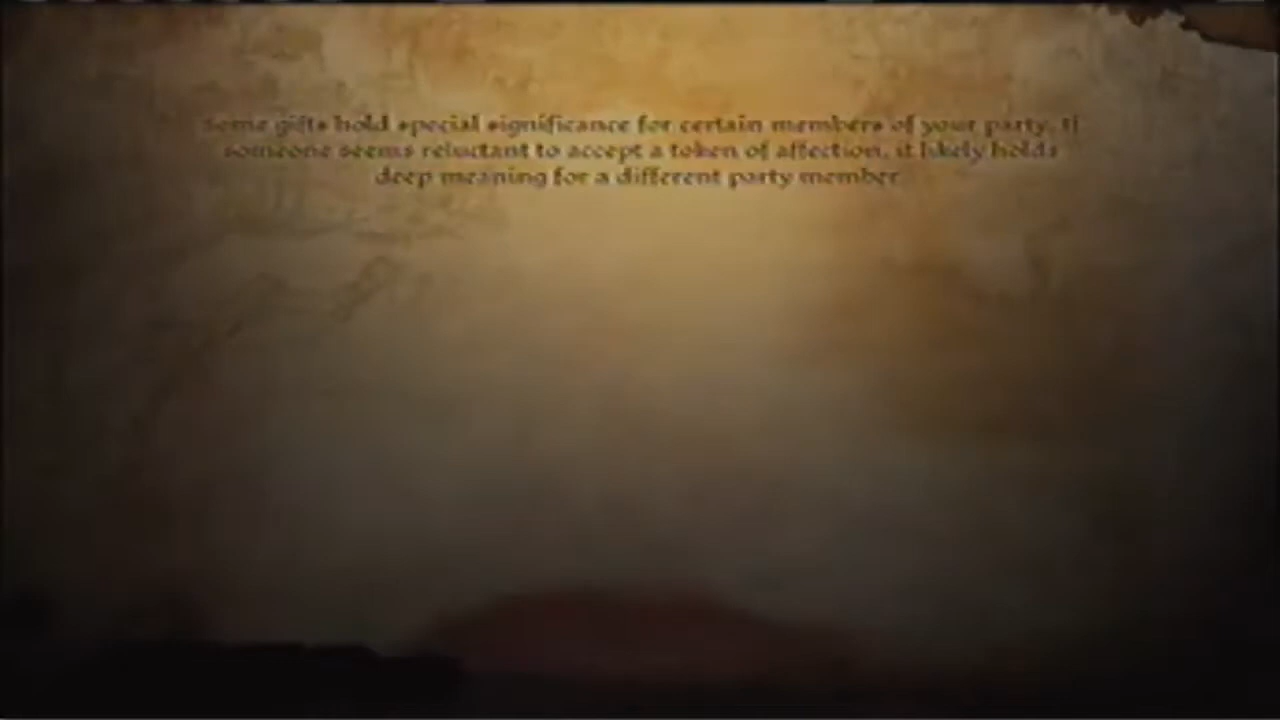 Some gifts hold special significance for certain members of your party. If
someone seems reluctant to accept a token of affection, it likely holds
deep meaning for a different party member.